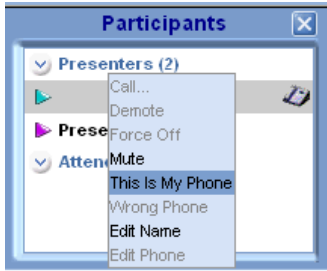 Participants
Presenters (2)
Call...
Demote
Prese
Force Off
Mute
Atten
This Is My Phone
Wrong Phone
Edit Name
Edit Phone